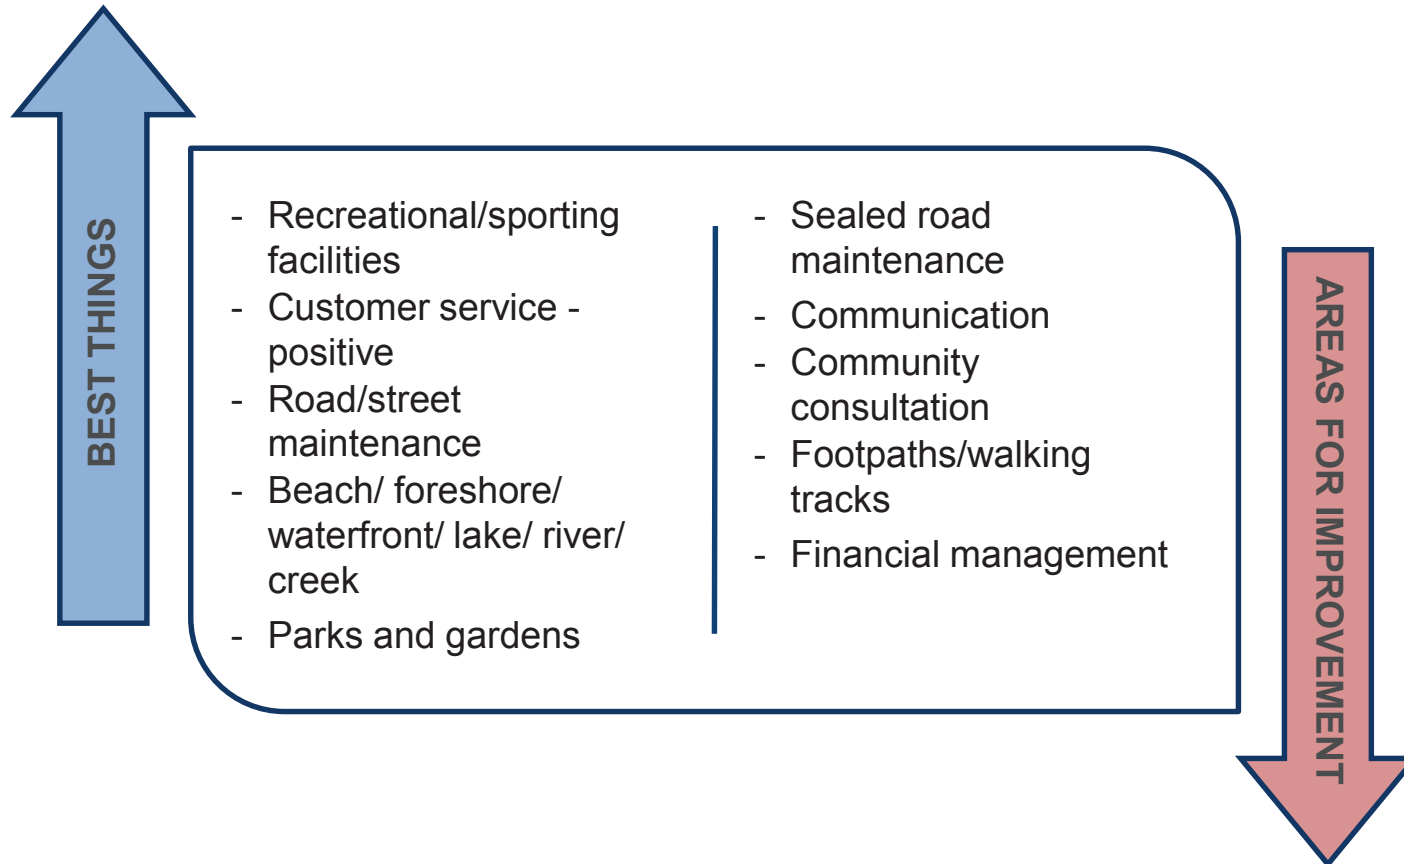 BEST THINGS
- Recreational/sporting
facilities
- Customer service -
positive
- Road/street
maintenance
- Beach/ foreshore/
waterfront/ lake/ river/
creek
- Parks and gardens
- Sealed road
maintenance
- Communication
- Community
consultation
- Footpaths/walking
tracks
- Financial management
AREAS FOR IMPROVEMENT